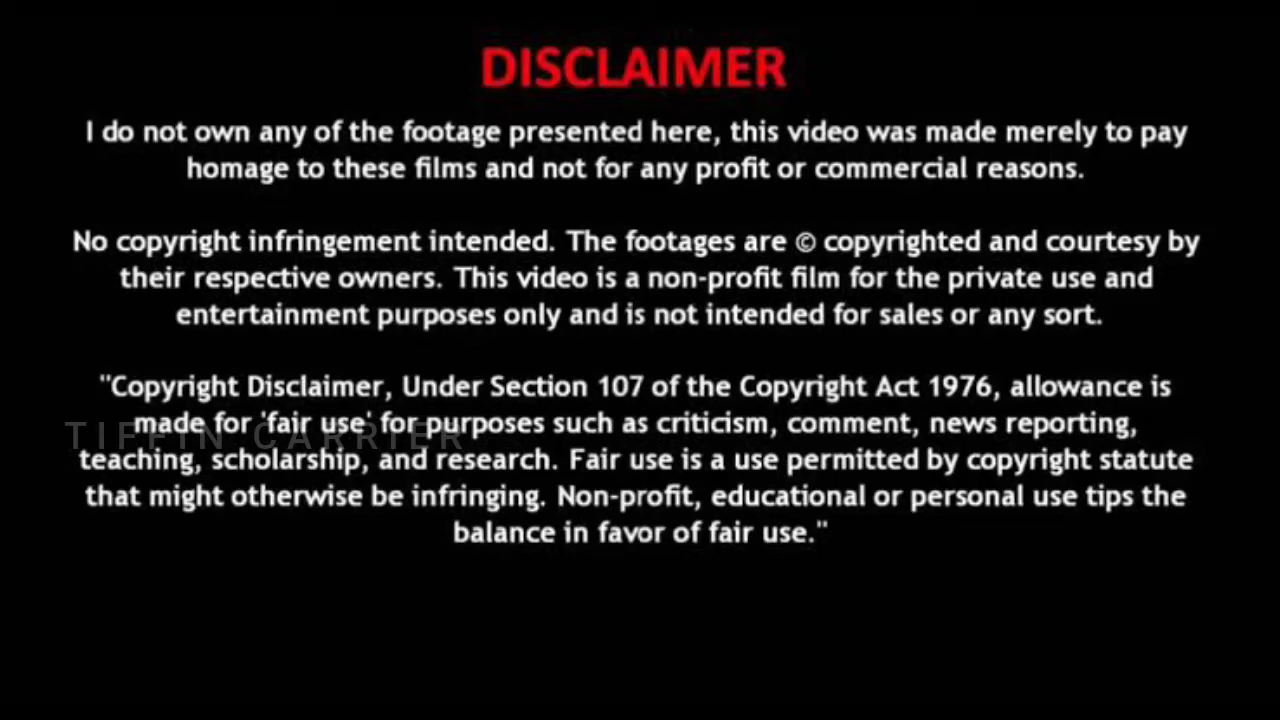 DISCLAIMER
I do not own any of the footage presented here, this video was made merely to pay
homage to these films and not for any profit or commercial reasons.
No copyright infringement intended. The footages are © copyrighted and courtesy by
their respective owners. This video is a non-profit film for the private use and
entertainment purposes only and is not intended for sales or any sort.
"Copyright Disclaimer, Under Section 107 of the Copyright Act 1976, allowance is
made for 'fair use' for purposes such as criticism, comment, news reporting,
TIFFIN CARRIER
teaching, scholarship, and research. Fair use is a use permitted by copyright statute
that might otherwise be infringing. Non-profit, educational or personal use tips the
balance in favor of fair use."